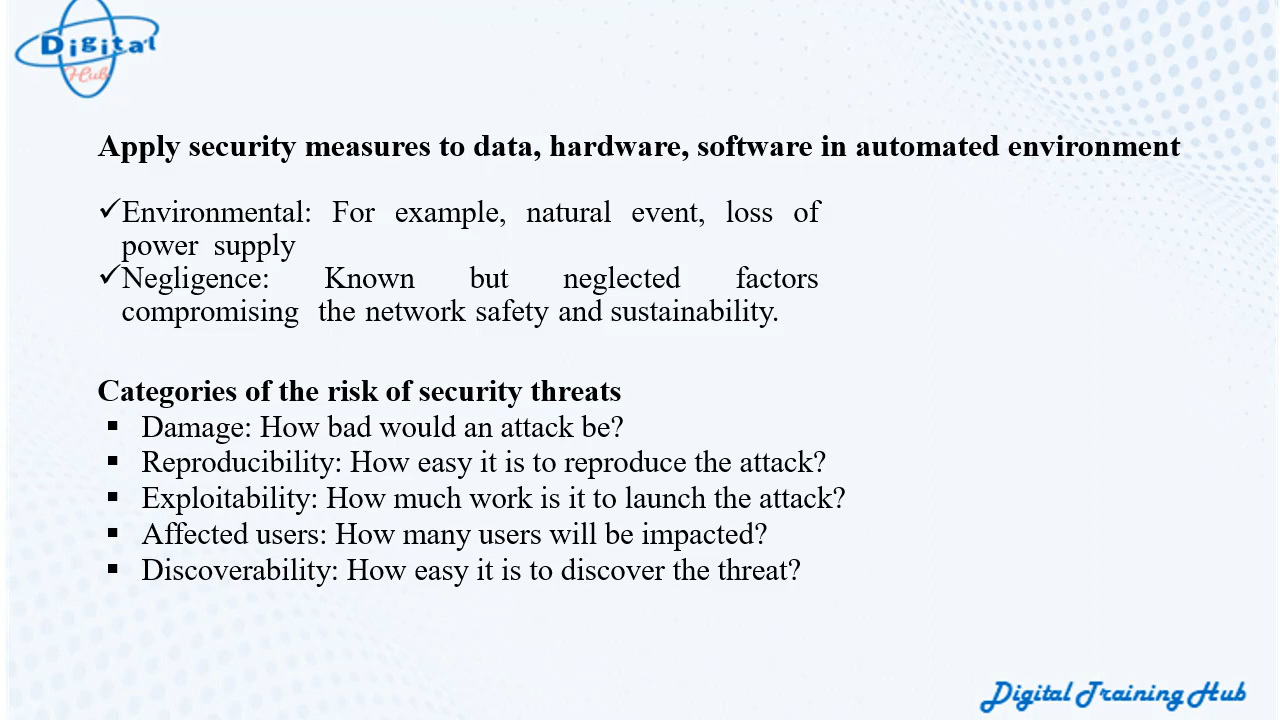 Digital
Hub
Apply security measures to data, hardware, software in automated environment
✓Environmental: For example, natural event, loss of
power supply
✓Negligence: Known but neglected factors
compromising the network safety and sustainability.
Categories of the risk of security threats
▪ Damage: How bad would an attack be?
▪ Reproducibility: How easy it is to reproduce the attack?
▪ Exploitability: How much work is it to launch the attack?
▪ Affected users: How many users will be impacted?
▪ Discoverability: How easy it is to discover the threat?
Digital Training Hub